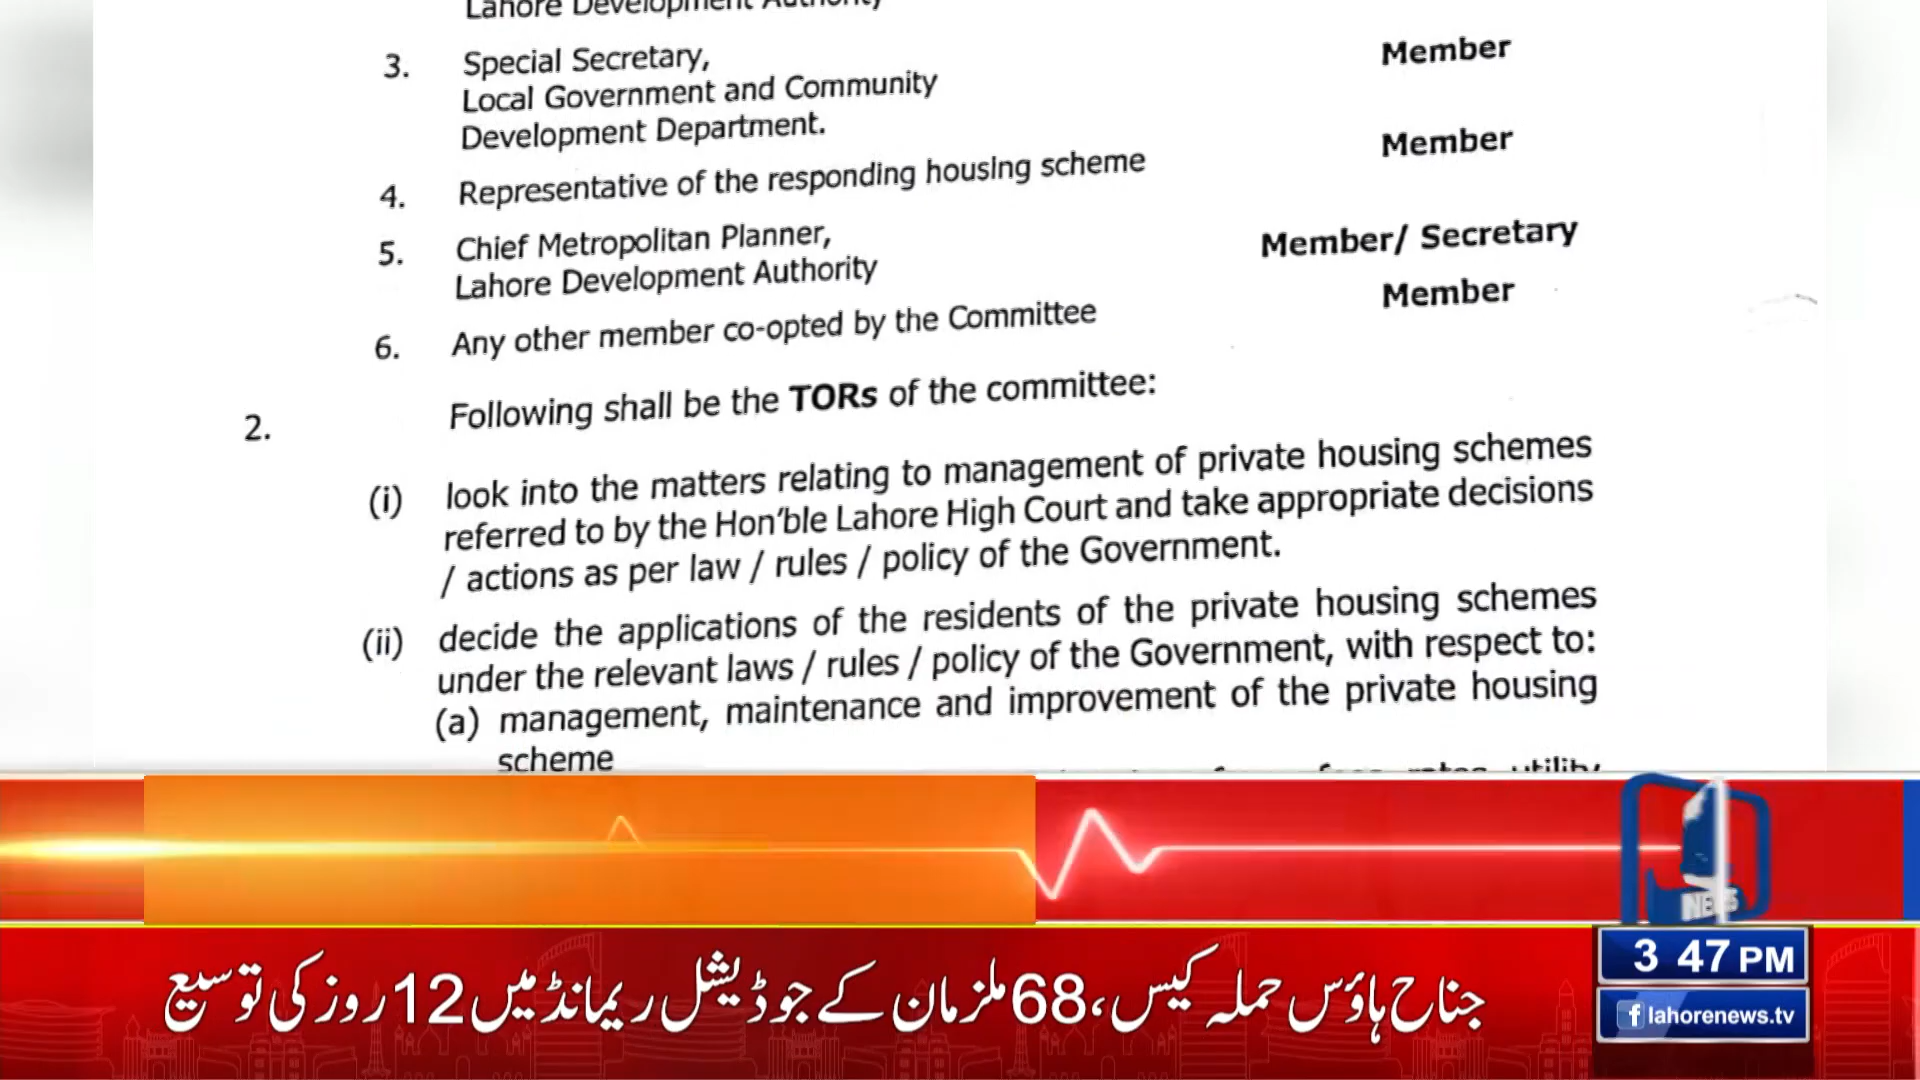 Lahore Development Authority
3. Special Secretary, Member
Local Government and Community
Development Department.
4. Representative of the responding housing scheme Member
5. Chief Metropolitan Planner, Member/ Secretary
Lahore Development Authority
6. Any other member co-opted by the Committee Member
2. Following shall be the TORs of the committee:
(i) look into the matters relating to management of private housing schemes
referred to by the Hon'ble Lahore High Court and take appropriate decisions
/ actions as per law / rules / policy of the Government.
(ii) decide the applications of the residents of the private housing schemes
under the relevant laws / rules / policy of the Government, with respect to:
(a) management, maintenance and improvement of the private housing
scheme
NEWS
3 47 PM
جناح ہاؤس حملہ کیس، 68 ملزمان کے جوڈیشل ریمانڈ میں 12 روز کی توسیع
lahorenews.tv